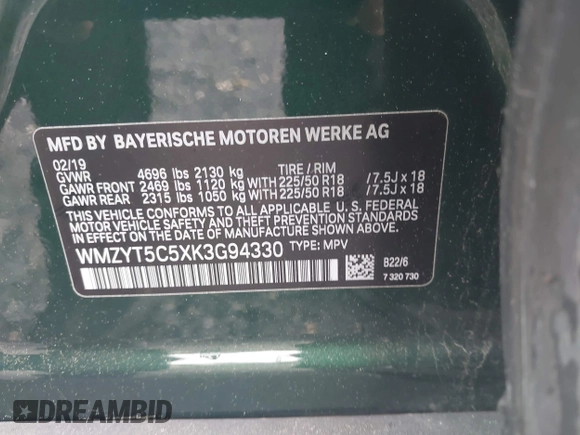 MFD BY BAYERISCHE MOTOREN WERKE AG
02/19
GVWR 4696 lbs 2130 kg TIRE / RIM
GAWR FRONT 2469 lbs 1120 kg WITH 225/50 R18 /7.5J x 18
GAWR REAR 2315 lbs 1050 kg WITH 225/50 R18 /7.5J x 18
THIS VEHICLE CONFORMS TO ALL APPLICABLE U. S. FEDERAL
MOTOR VEHICLE SAFETY, BUMPER, AND THEFT PREVENTION
STANDARDS IN EFFECT ON THE DATE OF MANUFACTURE SHOWN ABOVE.
WMZYT5C5XK3G94330 TYPE: MPV
B22/6
7 320 730
DREAMBID